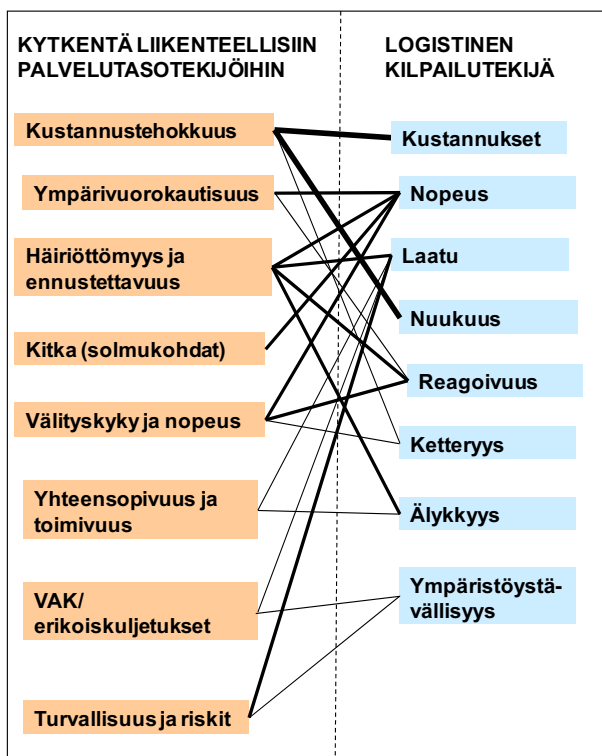 KYTKENTÄ LIIKENTEELLISIIN
PALVELUTASOTEKIJÖIHIN
Kustannustehokkuus
Ympärivuorokautisuus
Häiriöttömyys ja
ennustettavuus
Kitka (solmukohdat)
Välityskyky ja nopeus
Yhteensopivuus ja
toimivuus
VAK/
erikoiskuljetukset
Turvallisuus ja riskit
LOGISTINEN
KILPAILUTEKIJÄ
Kustannukset
Nopeus
Laatu
Nuukuus
Reagoivuus
Ketteryys
Älykkyys
Ympäristöystä-
vällisyys